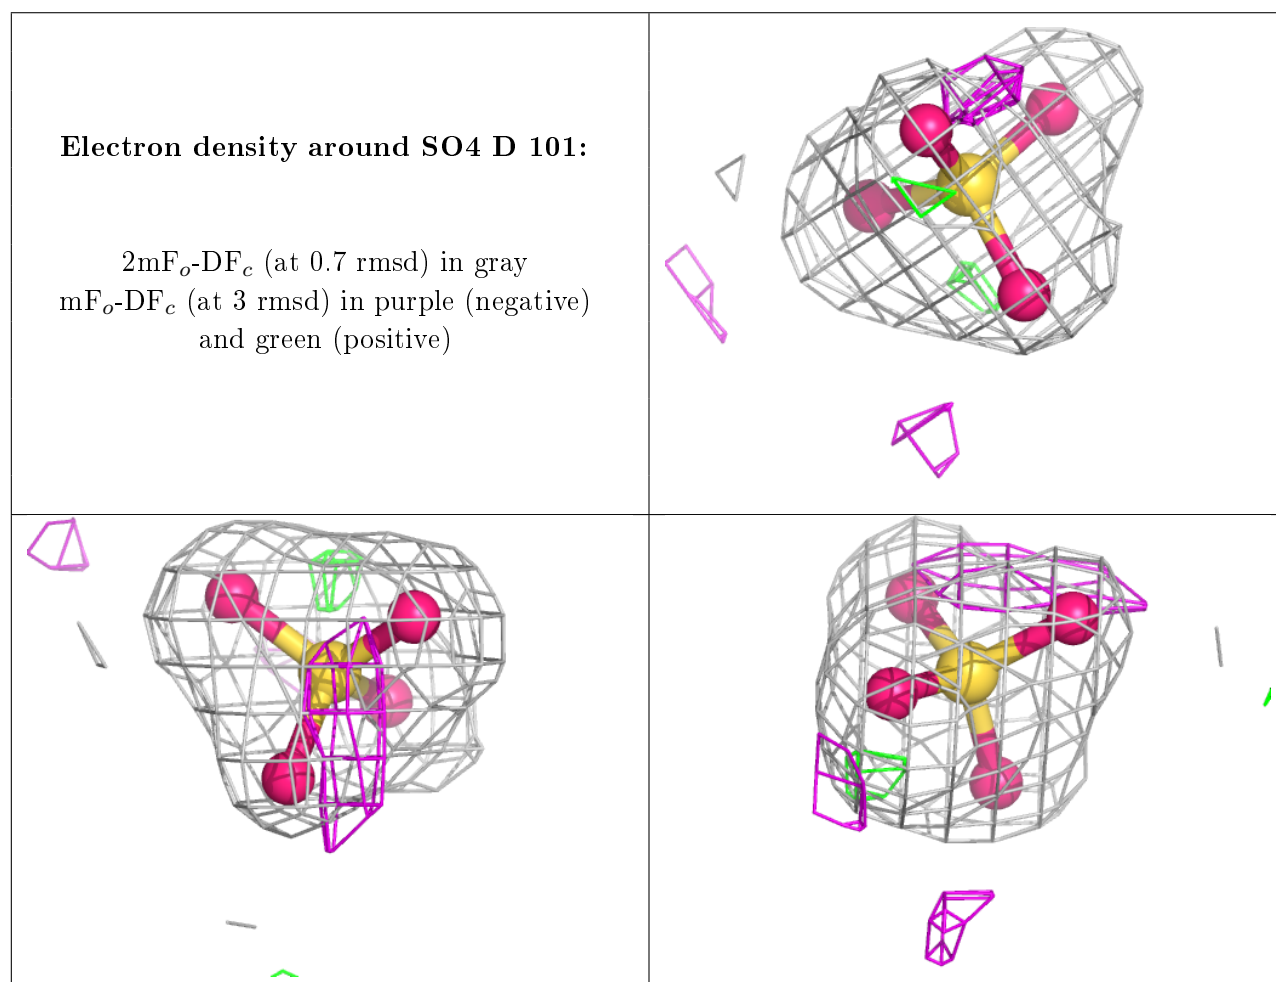 Electron density around SO4 D 101:
2mFₒ-DF𝒸 (at 0.7 rmsd) in gray
mFₒ-DF𝒸 (at 3 rmsd) in purple (negative)
and green (positive)